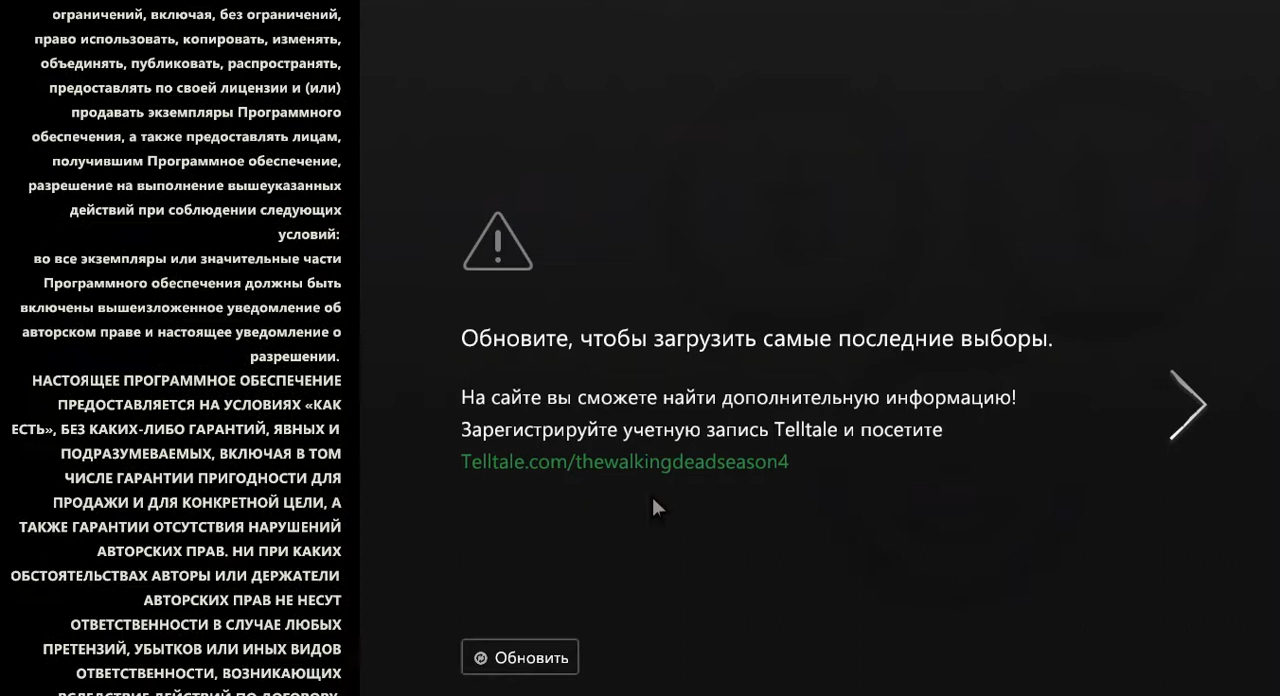 ограничений, включая, без ограничений,
право использовать, копировать, изменять,
объединять, публиковать, распространять,
предоставлять по своей лицензии и (или)
продавать экземпляры Программного
обеспечения, а также предоставлять лицам,
получившим Программное обеспечение,
разрешение на выполнение вышеуказанных
действий при соблюдении следующих
условий:
во все экземпляры или значительные части
Программного обеспечения должны быть
включены вышеизложенное уведомление об
авторском праве и настоящее уведомление о
разрешении.
НАСТОЯЩЕЕ ПРОГРАММНОЕ ОБЕСПЕЧЕНИЕ
ПРЕДОСТАВЛЯЕТСЯ НА УСЛОВИЯХ «КАК
ЕСТЬ», БЕЗ КАКИХ-ЛИБО ГАРАНТИЙ, ЯВНЫХ И
ПОДРАЗУМЕВАЕМЫХ, ВКЛЮЧАЯ В ТОМ
ЧИСЛЕ ГАРАНТИИ ПРИГОДНОСТИ ДЛЯ
ПРОДАЖИ И ДЛЯ КОНКРЕТНОЙ ЦЕЛИ, А
ТАКЖЕ ГАРАНТИИ ОТСУТСТВИЯ НАРУШЕНИЙ
АВТОРСКИХ ПРАВ. НИ ПРИ КАКИХ
ОБСТОЯТЕЛЬСТВАХ АВТОРЫ ИЛИ ДЕРЖАТЕЛИ
АВТОРСКИХ ПРАВ НЕ НЕСУТ
ОТВЕТСТВЕННОСТИ В СЛУЧАЕ ЛЮБЫХ
ПРЕТЕНЗИЙ, УБЫТКОВ ИЛИ ИНЫХ ВИДОВ
ОТВЕТСТВЕННОСТИ, ВОЗНИКАЮЩИХ
ВСЛЕДСТВИЕ ДЕЙСТВИЙ ПО ДОГОВОРУ,
Обновите, чтобы загрузить самые последние выборы.
На сайте вы сможете найти дополнительную информацию!
Зарегистрируйте учетную запись Telltale и посетите
Telltale.com/thewalkingdeadseason4
Обновить